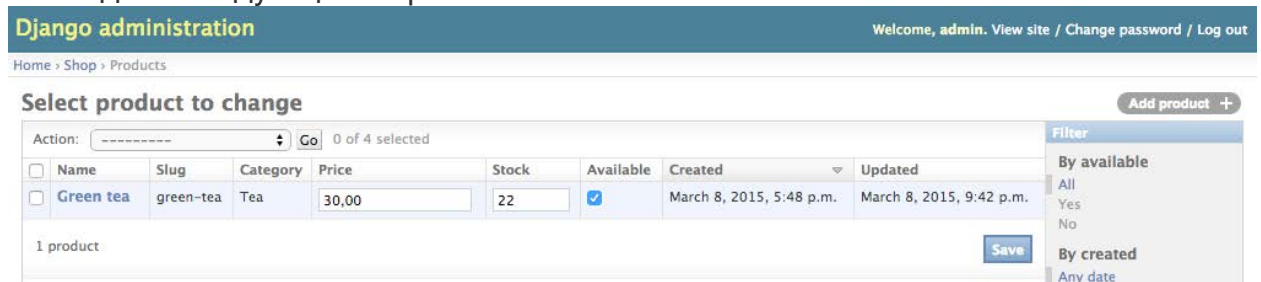 Django administration
Welcome, admin. View site / Change password / Log out
Home › Shop › Products
Select product to change
Add product +
Action: --------- Go 0 of 4 selected
Filter
Name Slug Category Price Stock Available Created Updated
Green tea green-tea Tea 30,00 22 March 8, 2015, 5:48 p.m. March 8, 2015, 9:42 p.m.
1 product
Save
By available
All
Yes
No
By created
Any date